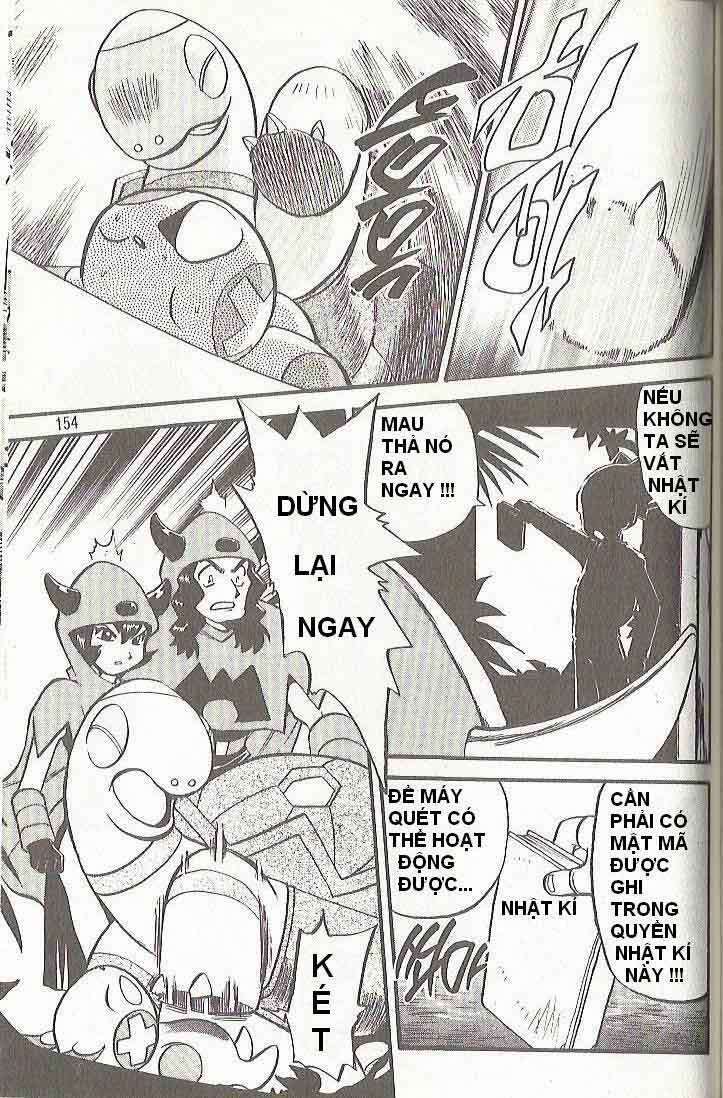 154
NẾU
KHÔNG
TA SẼ
VẤT
NHẬT
KÍ
MAU
THẢ NÓ
RA
NGAY !!!
DỪNG
LẠI
NGAY
CẦN
PHẢI CÓ
MẬT MÃ
ĐƯỢC
GHI
TRONG
QUYỂN
NHẬT KÍ
NÀY !!!
NHẬT KÍ
ĐỂ MÁY
QUÉT CÓ
THỂ HOẠT
ĐỘNG
ĐƯỢC...
KÉT